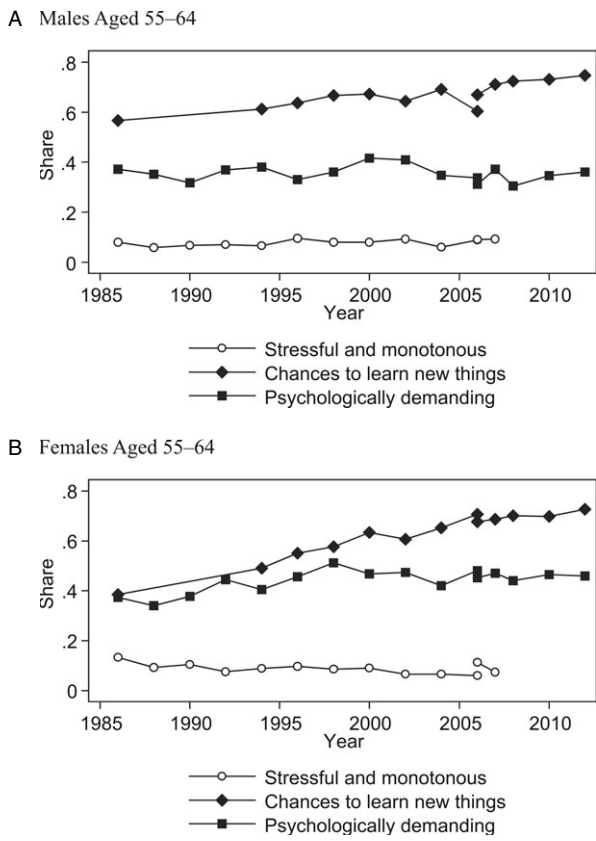 A Males Aged 55–64
.8
.6
.4
.2
0
Share
1985 1990 1995 2000 2005 2010
Year
Stressful and monotonous
Chances to learn new things
Psychologically demanding
B Females Aged 55–64
.8
.6
.4
.2
0
Share
1985 1990 1995 2000 2005 2010
Year
Stressful and monotonous
Chances to learn new things
Psychologically demanding